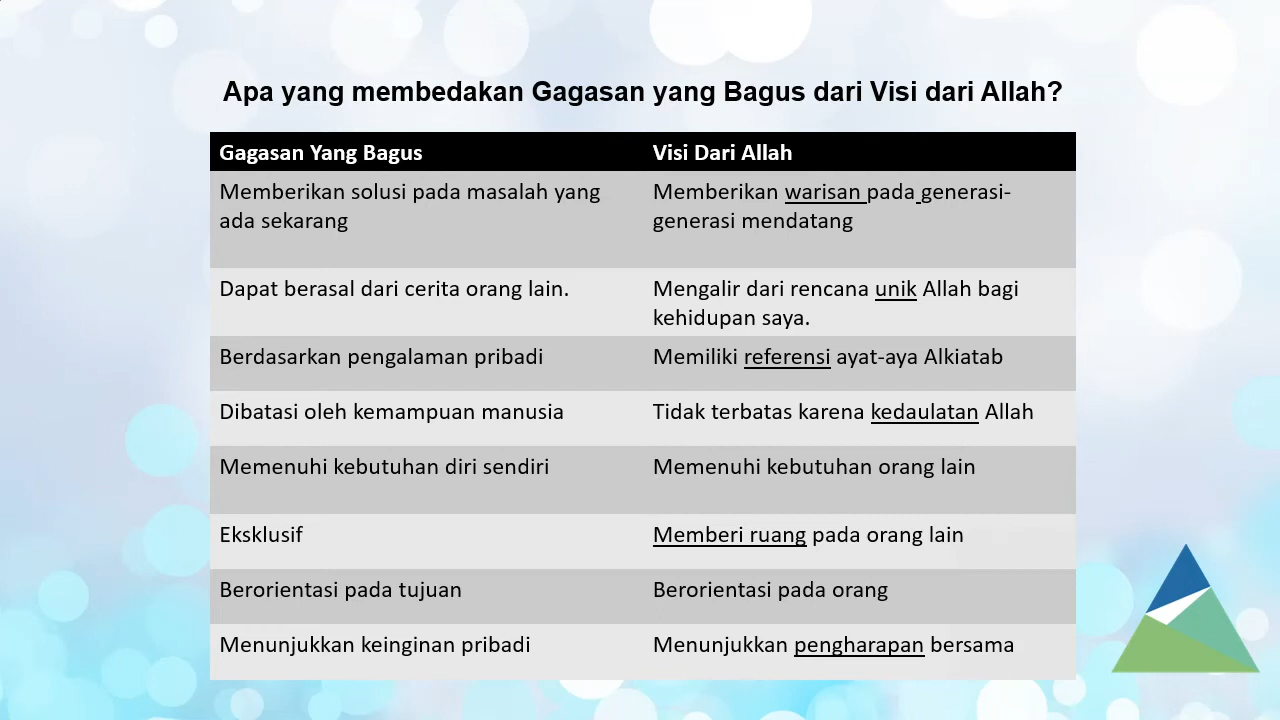 Apa yang membedakan Gagasan yang Bagus dari Visi dari Allah?
Gagasan Yang Bagus
Visi Dari Allah
Memberikan solusi pada masalah yang
ada sekarang
Memberikan warisan pada generasi-
generasi mendatang
Dapat berasal dari cerita orang lain.
Mengalir dari rencana unik Allah bagi
kehidupan saya.
Berdasarkan pengalaman pribadi
Memiliki referensi ayat-aya Alkiatab
Dibatasi oleh kemampuan manusia
Tidak terbatas karena kedaulatan Allah
Memenuhi kebutuhan diri sendiri
Memenuhi kebutuhan orang lain
Eksklusif
Memberi ruang pada orang lain
Berorientasi pada tujuan
Berorientasi pada orang
Menunjukkan keinginan pribadi
Menunjukkan pengharapan bersama